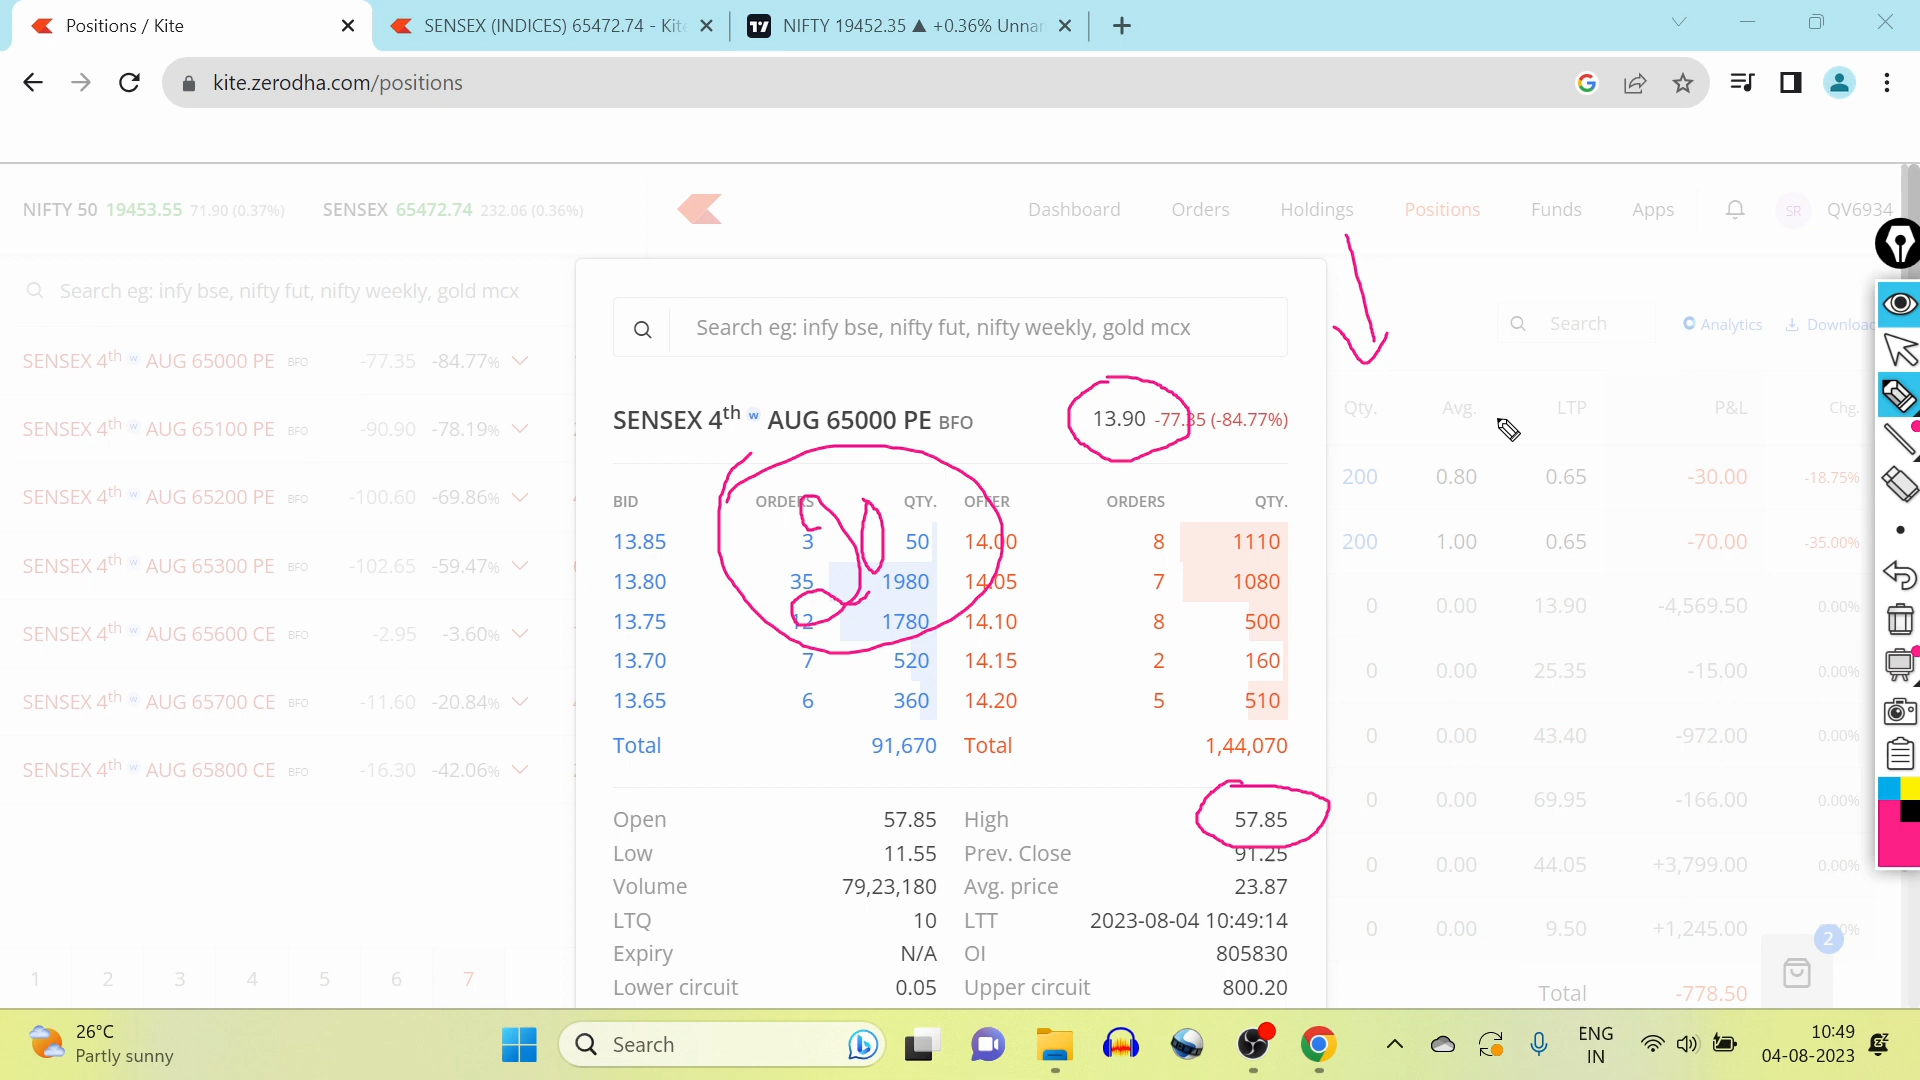 Positions / Kite
SENSEX (INDICES) 65472.74 - Kite
NIFTY 19452.35 ▲ +0.36% Unnar
kite.zerodha.com/positions
NIFTY 50 19453.55 71.90 (0.37%) SENSEX 65472.74 232.06 (0.36%)
Dashboard Orders Holdings Positions Funds Apps SR QV6934
Search eg: infy bse, nifty fut, nifty weekly, gold mcx
SENSEX 4th w AUG 65000 PE BFO -77.35 -84.77%
SENSEX 4th w AUG 65100 PE BFO -90.90 -78.19%
SENSEX 4th w AUG 65200 PE BFO -100.60 -69.86%
SENSEX 4th w AUG 65300 PE BFO -102.65 -59.47%
SENSEX 4th w AUG 65600 CE BFO -2.95 -3.60%
SENSEX 4th w AUG 65700 CE BFO -11.60 -20.84%
SENSEX 4th w AUG 65800 CE BFO -16.30 -42.06%
1 2 3 4 5 6 7
Search eg: infy bse, nifty fut, nifty weekly, gold mcx
SENSEX 4th w AUG 65000 PE BFO 13.90 -77.35 (-84.77%)
BID ORDERS QTY. OFFER ORDERS QTY.
13.85 3 50 14.00 8 1110
13.80 35 1980 14.05 7 1080
13.75 12 1780 14.10 8 500
13.70 7 520 14.15 2 160
13.65 6 360 14.20 5 510
Total 91,670 Total 1,44,070
Open 57.85 High 57.85
Low 11.55 Prev. Close 91.25
Volume 79,23,180 Avg. price 23.87
LTQ 10 LTT 2023-08-04 10:49:14
Expiry N/A OI 805830
Lower circuit 0.05 Upper circuit 800.20
Search Analytics Downloa
Qty. Avg. LTP P&L Chg.
200 0.80 0.65 -30.00 -18.75%
200 1.00 0.65 -70.00 -35.00%
0 0.00 13.90 -4,569.50 0.00%
0 0.00 25.35 -15.00 0.00%
0 0.00 43.40 -972.00 0.00%
0 0.00 69.95 -166.00 0.00%
0 0.00 44.05 +3,799.00 0.00%
0 0.00 9.50 +1,245.00
2
Total -778.50
26°C
Partly sunny
Search
ENG
IN
10:49
04-08-2023